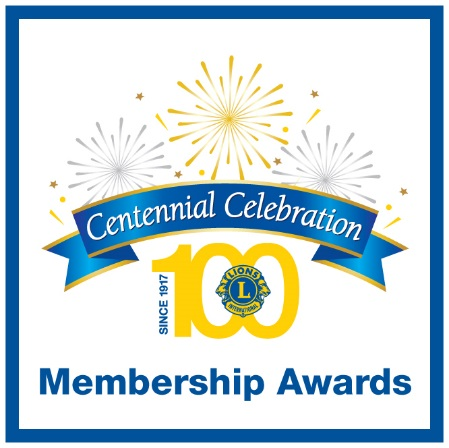 Centennial Celebration
SINCE 1917
100
LIONS
L
INTERNATIONAL
Membership Awards